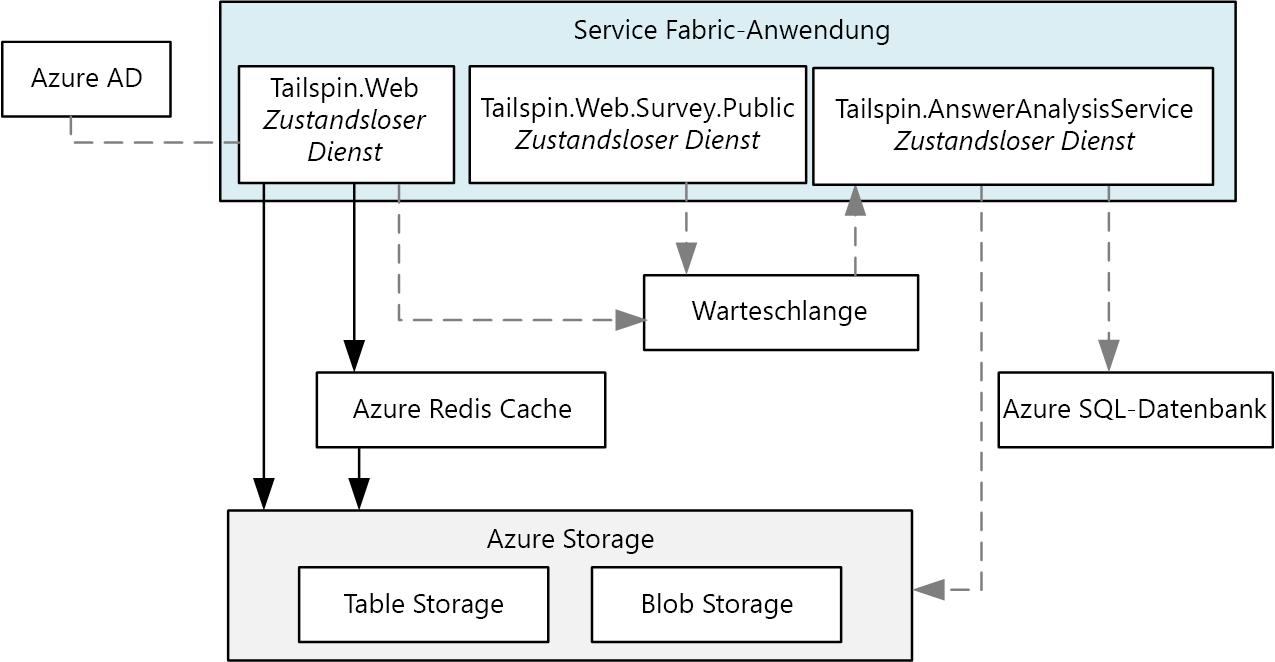 Service Fabric-Anwendung
Azure AD
Tailspin.Web
Zustandsloser
Dienst
Tailspin.Web.Survey.Public
Zustandsloser Dienst
Tailspin.AnswerAnalysisService
Zustandsloser Dienst
Warteschlange
Azure Redis Cache
Azure SQL-Datenbank
Azure Storage
Table Storage
Blob Storage